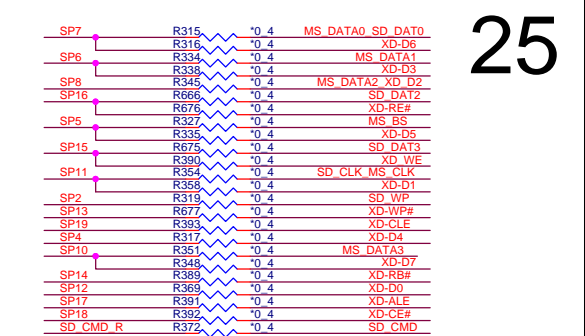 25
SP7 R315 *0_4 MS_DATA0_SD_DAT0
R316 *0_4 XD-D6
SP6 R334 *0_4 MS_DATA1
R338 *0_4 XD-D3
SP8 R345 *0_4 MS_DATA2_XD_D2
SP16 R666 *0_4 SD_DAT2
R676 *0_4 XD-RE#
SP5 R327 *0_4 MS_BS
R335 *0_4 XD-D5
SP15 R675 *0_4 SD_DAT3
R390 *0_4 XD_WE
SP11 R354 *0_4 SD_CLK_MS_CLK
R358 *0_4 XD-D1
SP2 R319 *0_4 SD_WP
SP13 R677 *0_4 XD-WP#
SP19 R393 *0_4 XD-CLE
SP4 R317 *0_4 XD-D4
SP10 R351 *0_4 MS_DATA3
R348 *0_4 XD-D7
SP14 R389 *0_4 XD-RB#
SP12 R369 *0_4 XD-D0
SP17 R391 *0_4 XD-ALE
SP18 R392 *0_4 XD-CE#
SD_CMD_R R372 *0_4 SD_CMD